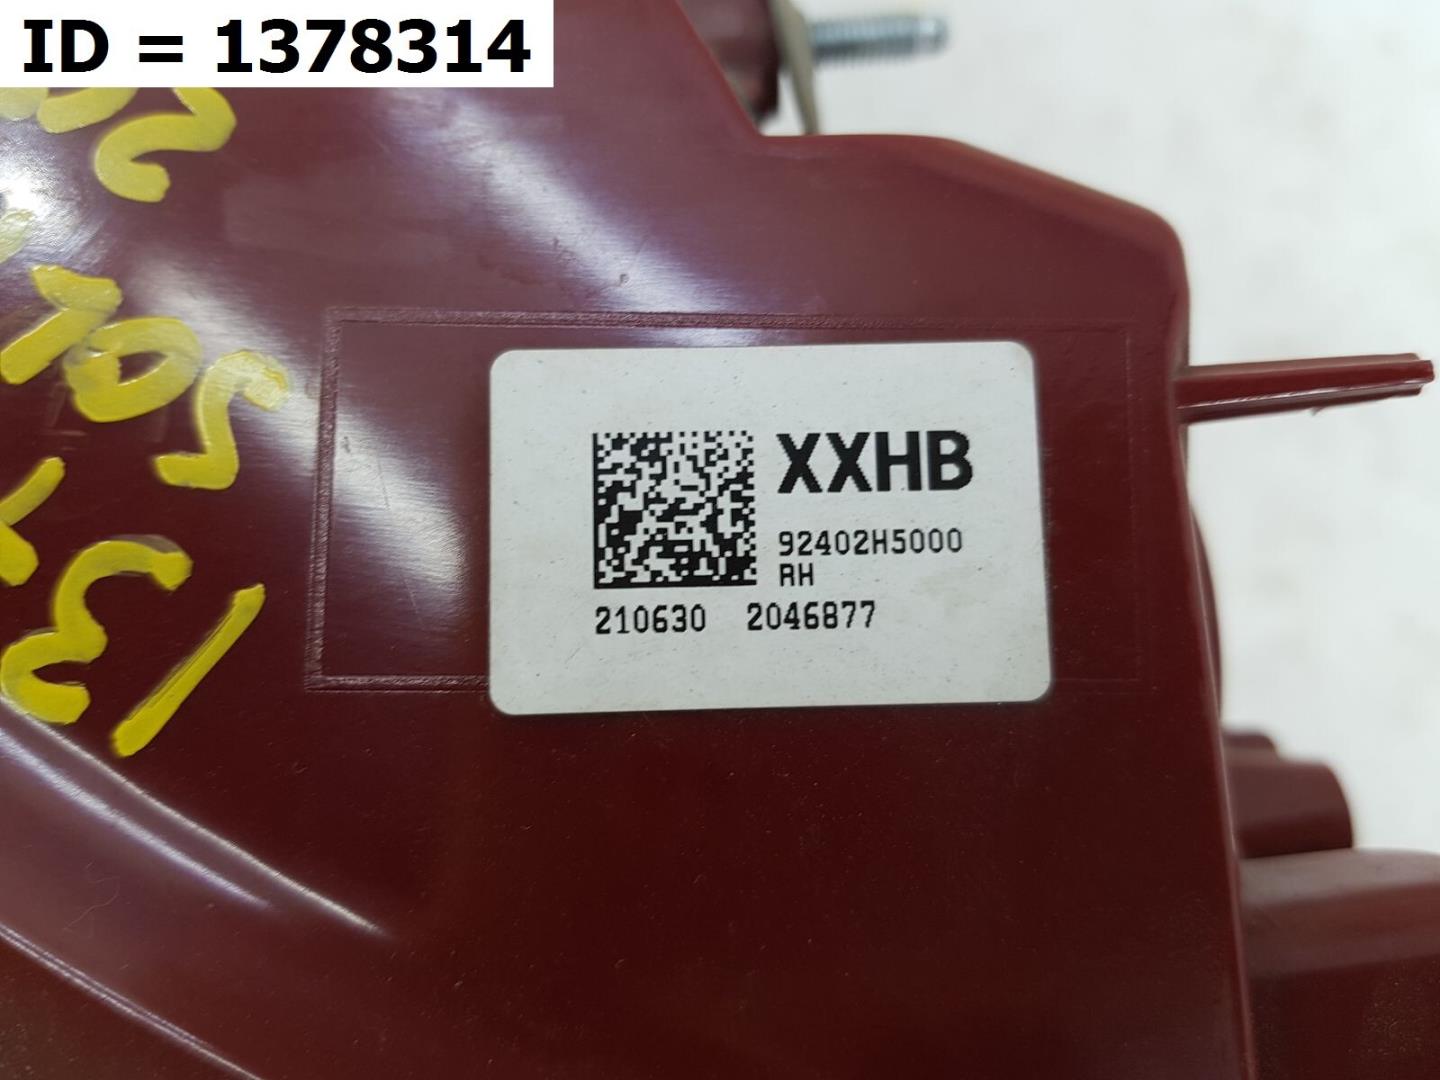 ID = 1378314
XXHB
92402H5000
RH
210630 2046877